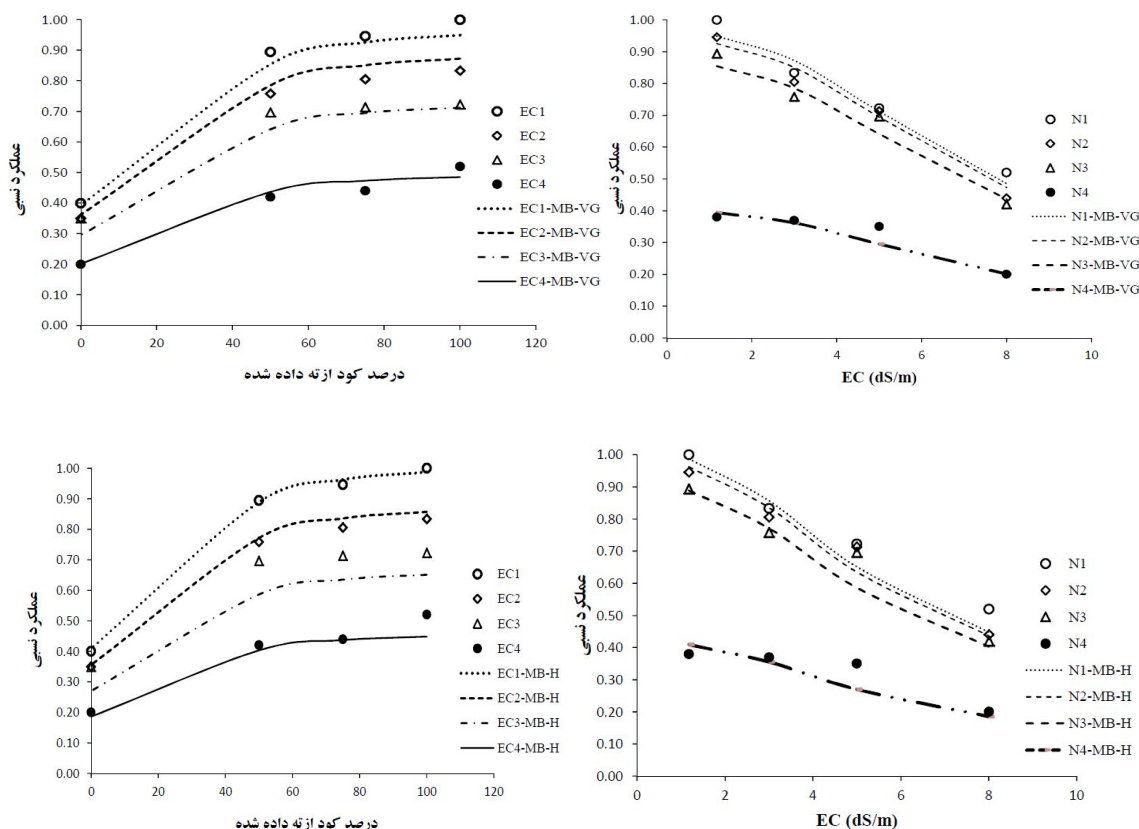 1.00
0.90
0.80
0.70
0.60
0.50
0.40
0.30
0.20
0.10
0.00
0 20 40 60 80 100 120
عملکرد نسبی
درصد کود ازته داده شده
EC1
EC2
EC3
EC4
EC1-MB-VG
EC2-MB-VG
EC3-MB-VG
EC4-MB-VG
1.00
0.90
0.80
0.70
0.60
0.50
0.40
0.30
0.20
0.10
0.00
0 2 4 6 8 10
عملکرد نسبی
EC (dS/m)
N1
N2
N3
N4
N1-MB-VG
N2-MB-VG
N3-MB-VG
N4-MB-VG
1.00
0.90
0.80
0.70
0.60
0.50
0.40
0.30
0.20
0.10
0.00
0 20 40 60 80 100 120
عملکرد نسبی
درصد کود ازته داده شده
EC1
EC2
EC3
EC4
EC1-MB-H
EC2-MB-H
EC3-MB-H
EC4-MB-H
1.00
0.90
0.80
0.70
0.60
0.50
0.40
0.30
0.20
0.10
0.00
0 2 4 6 8 10
عملکرد نسبی
EC (dS/m)
N1
N2
N3
N4
N1-MB-H
N2-MB-H
N3-MB-H
N4-MB-H